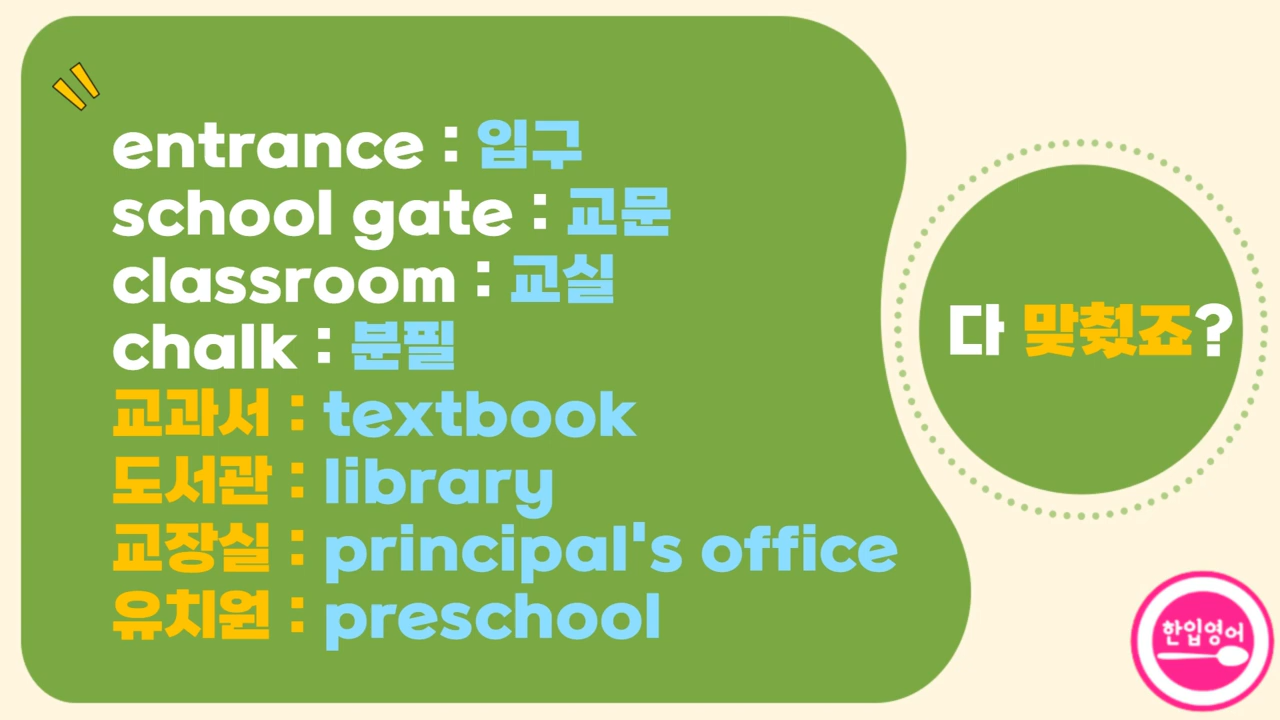 entrance : 입구
school gate : 교문
classroom : 교실
chalk : 분필
교과서 : textbook
도서관 : library
교장실 : principal's office
유치원 : preschool
다 맞췄죠?
한입영어